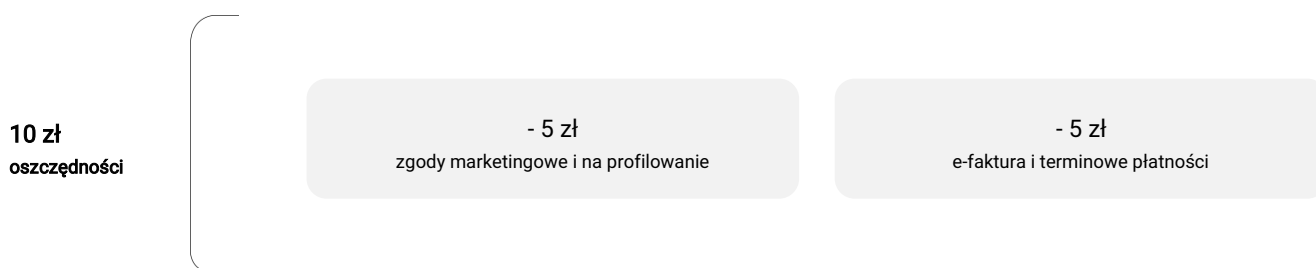 10 zł
oszczędności
- 5 zł
zgody marketingowe i na profilowanie
- 5 zł
e-faktura i terminowe płatności